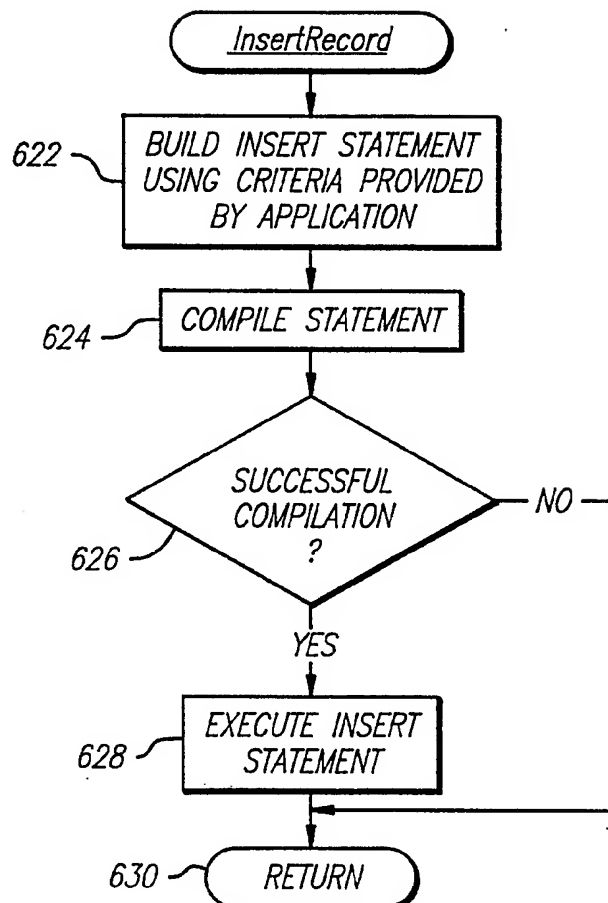 InsertRecord
622
BUILD INSERT STATEMENT
USING CRITERIA PROVIDED
BY APPLICATION
624
COMPILE STATEMENT
SUCCESSFUL
COMPILATION
?
NO
626
YES
628
EXECUTE INSERT
STATEMENT
630
RETURN